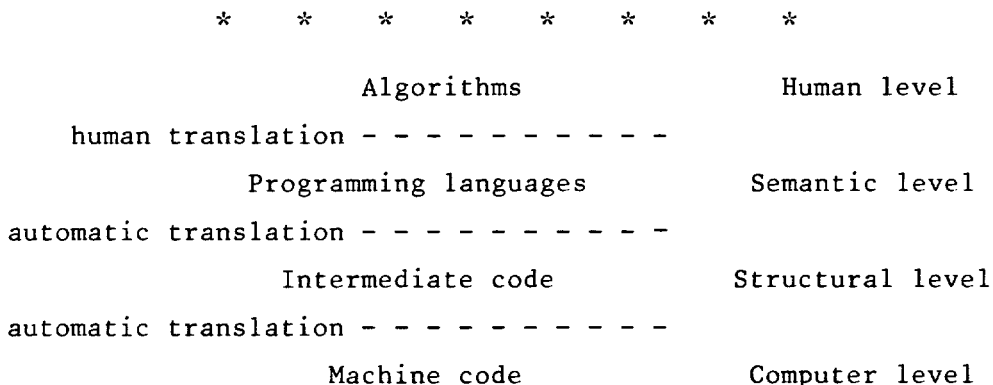 * * * * * * * *
Algorithms Human level
human translation - - - - - - - - - -
Programming languages Semantic level
automatic translation - - - - - - - - - -
Intermediate code Structural level
automatic translation - - - - - - - - - -
Machine code Computer level